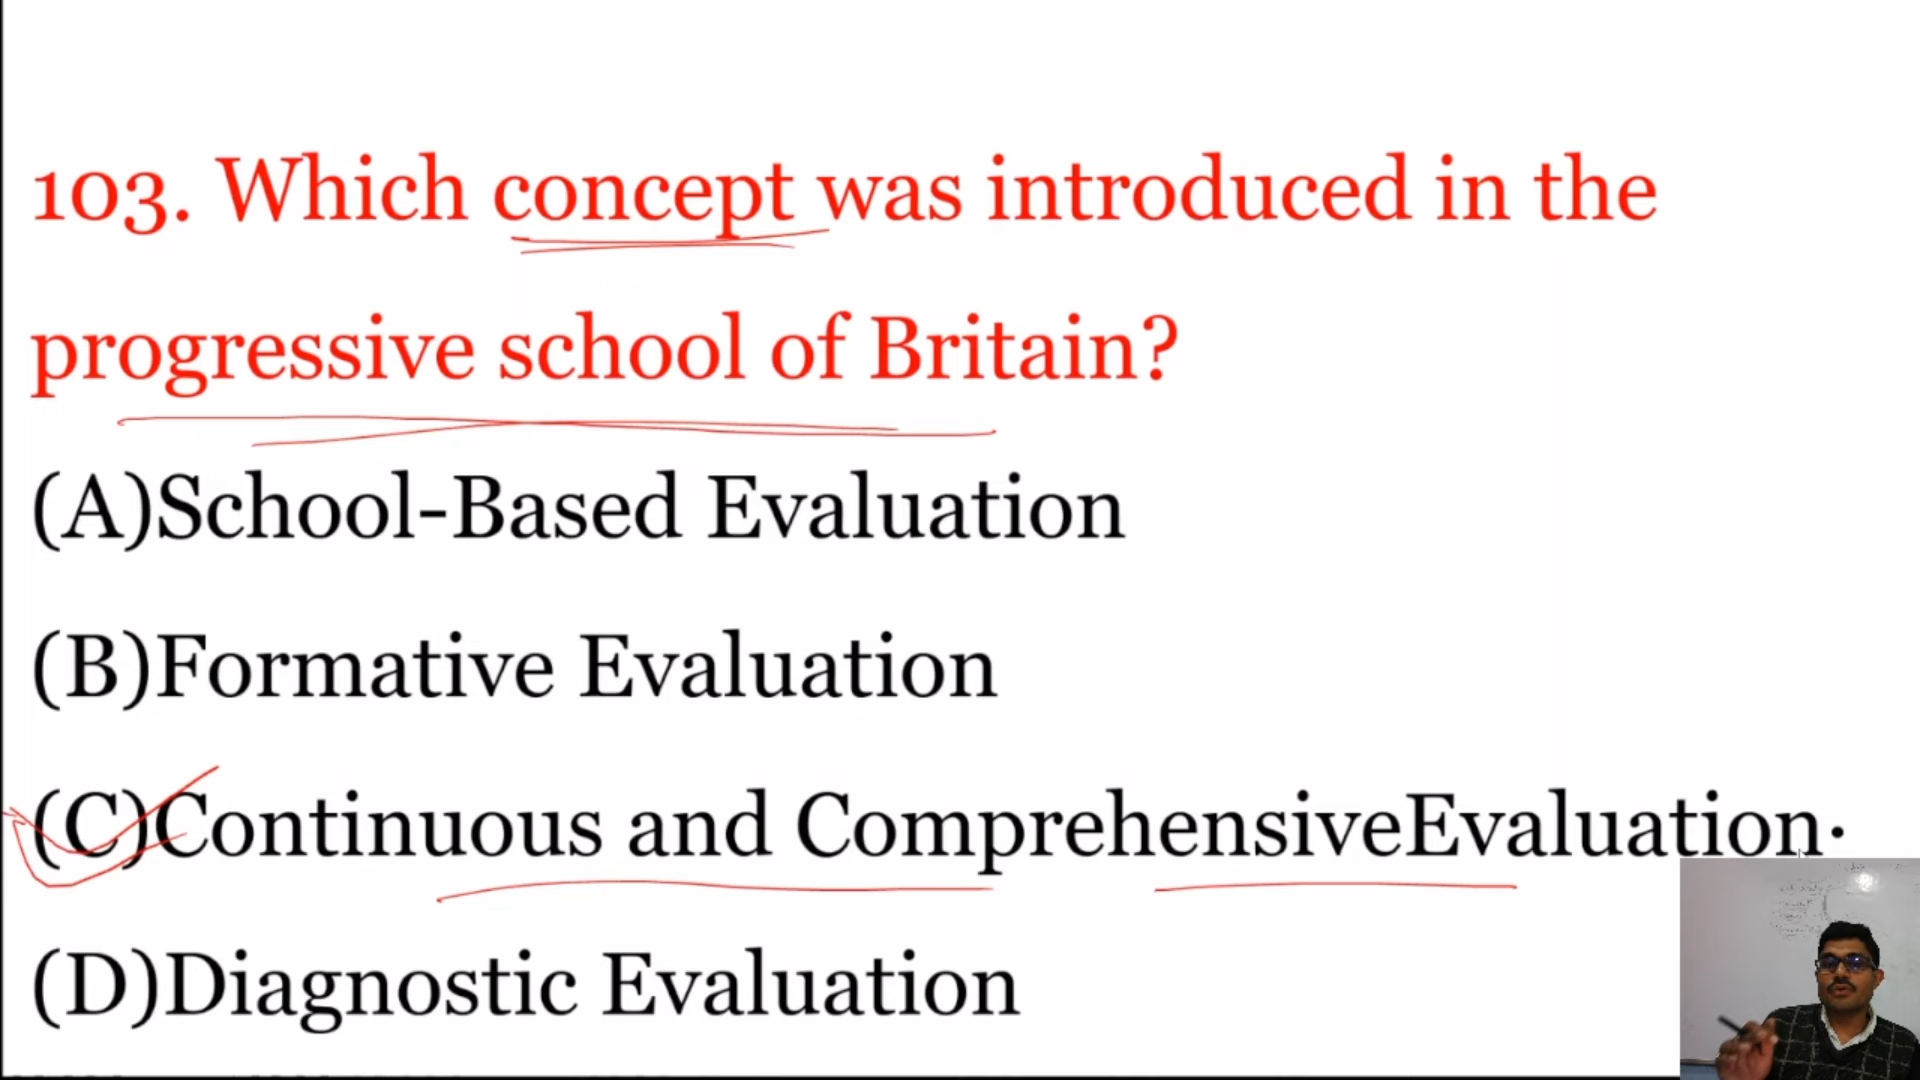 103. Which concept was introduced in the
progressive school of Britain?
(A)School-Based Evaluation
(B)Formative Evaluation
(C)Continuous and ComprehensiveEvaluation·
(D)Diagnostic Evaluation